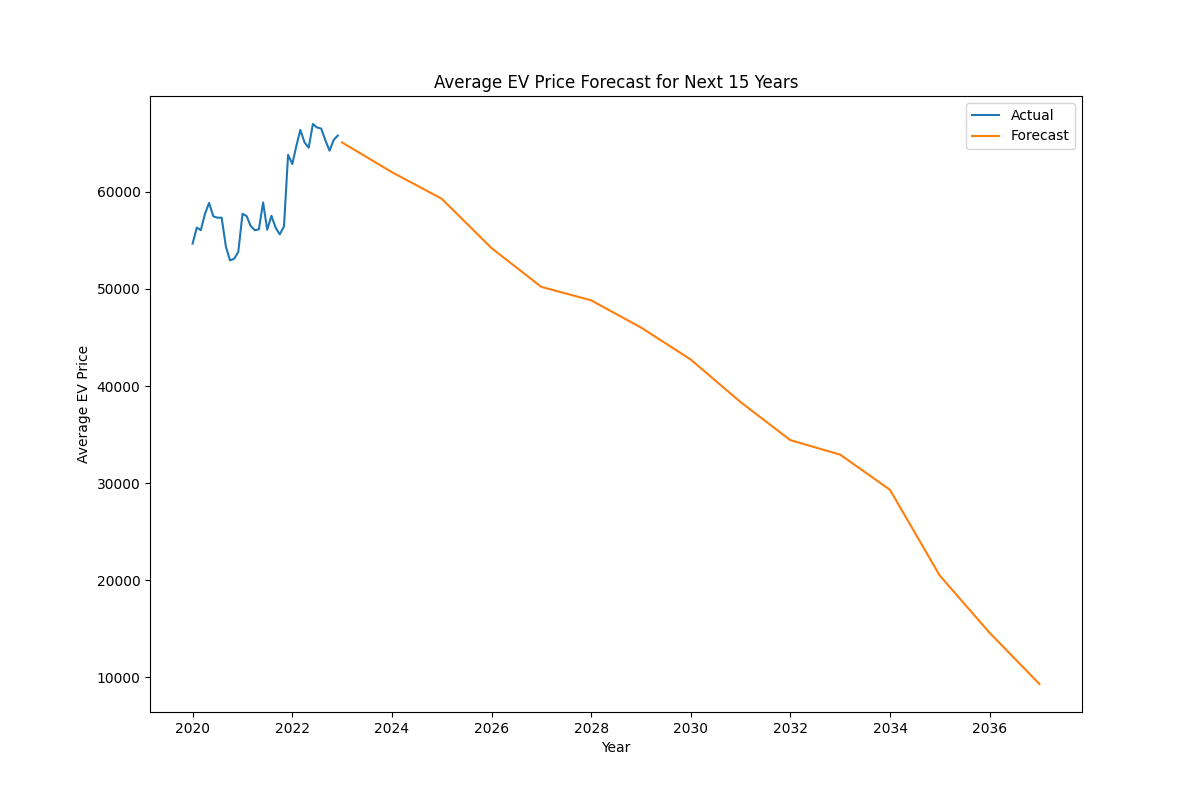 Average EV Price Forecast for Next 15 Years
Actual
Forecast
60000
50000
40000
30000
20000
10000
Average EV Price
2020 2022 2024 2026 2028 2030 2032 2034 2036
Year